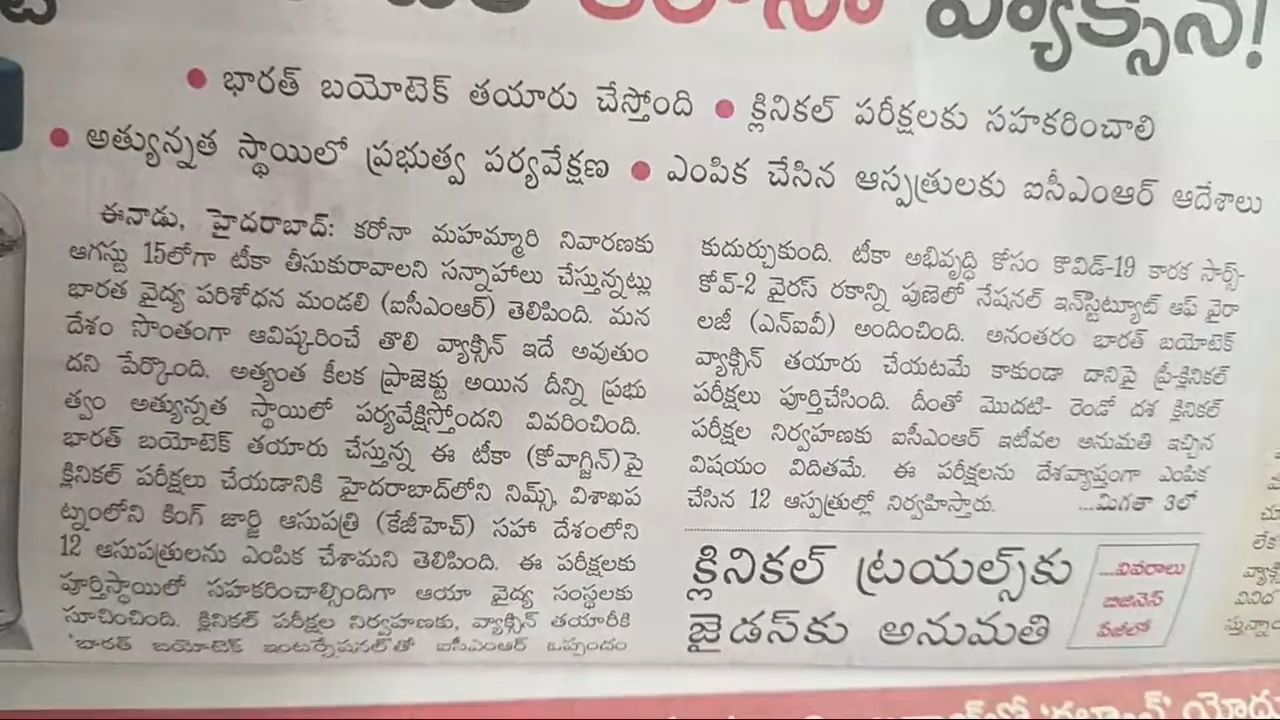 కరోనా వ్యాక్సిన్!
● భారత్ బయోటెక్ తయారు చేస్తోంది ● క్లినికల్ పరీక్షలకు సహకరించాలి
● అత్యున్నత స్థాయిలో ప్రభుత్వ పర్యవేక్షణ ● ఎంపిక చేసిన ఆస్పత్రులకు ఐసీఎంఆర్ ఆదేశాలు
ఈనాడు, హైదరాబాద్: కరోనా మహమ్మారి నివారణకు
ఆగస్టు 15లోగా టీకా తీసుకురావాలని సన్నాహాలు చేస్తున్నట్లు
భారత వైద్య పరిశోధన మండలి (ఐసీఎంఆర్) తెలిపింది. మన
దేశం సొంతంగా ఆవిష్కరించే తొలి వ్యాక్సిన్ ఇదే అవుతుం
దని పేర్కొంది. అత్యంత కీలక ప్రాజెక్టు అయిన దీన్ని ప్రభు
త్వం అత్యున్నత స్థాయిలో పర్యవేక్షిస్తోందని వివరించింది.
భారత్ బయోటెక్ తయారు చేస్తున్న ఈ టీకా (కోవాగ్జిన్)పై
క్లినికల్ పరీక్షలు చేయడానికి హైదరాబాద్‌లోని నిమ్స్, విశాఖప
ట్నంలోని కింగ్ జార్జి ఆసుపత్రి (కేజీహెచ్) సహా దేశంలోని
12 ఆసుపత్రులను ఎంపిక చేశామని తెలిపింది. ఈ పరీక్షలకు
పూర్తిస్థాయిలో సహకరించాల్సిందిగా ఆయా వైద్య సంస్థలకు
సూచించింది. క్లినికల్ పరీక్షల నిర్వహణకు, వ్యాక్సిన్ తయారీకి
'భారత్ బయోటెక్ ఇంటర్నేషనల్'తో ఐసీఎంఆర్ ఒప్పందం
కుదుర్చుకుంది. టీకా అభివృద్ధి కోసం కొవిడ్-19 కారక సార్స్-
కోవ్-2 వైరస్ రకాన్ని పుణెలో నేషనల్ ఇన్‌స్టిట్యూట్ ఆఫ్ వైరా
లజీ (ఎన్ఐవీ) అందించింది. అనంతరం భారత్ బయోటెక్
వ్యాక్సిన్ తయారు చేయటమే కాకుండా దానిపై ప్రీ-క్లినికల్
పరీక్షలు పూర్తిచేసింది. దీంతో మొదటి- రెండో దశ క్లినికల్
పరీక్షల నిర్వహణకు ఐసీఎంఆర్ ఇటీవల అనుమతి ఇచ్చిన
విషయం విదితమే. ఈ పరీక్షలను దేశవ్యాప్తంగా ఎంపిక
చేసిన 12 ఆస్పత్రుల్లో నిర్వహిస్తారు. ...మిగతా 3లో
క్లినికల్ ట్రయల్స్‌కు
జైడస్‌కు అనుమతి
...వివరాలు
బిజినెస్
పేజీలో